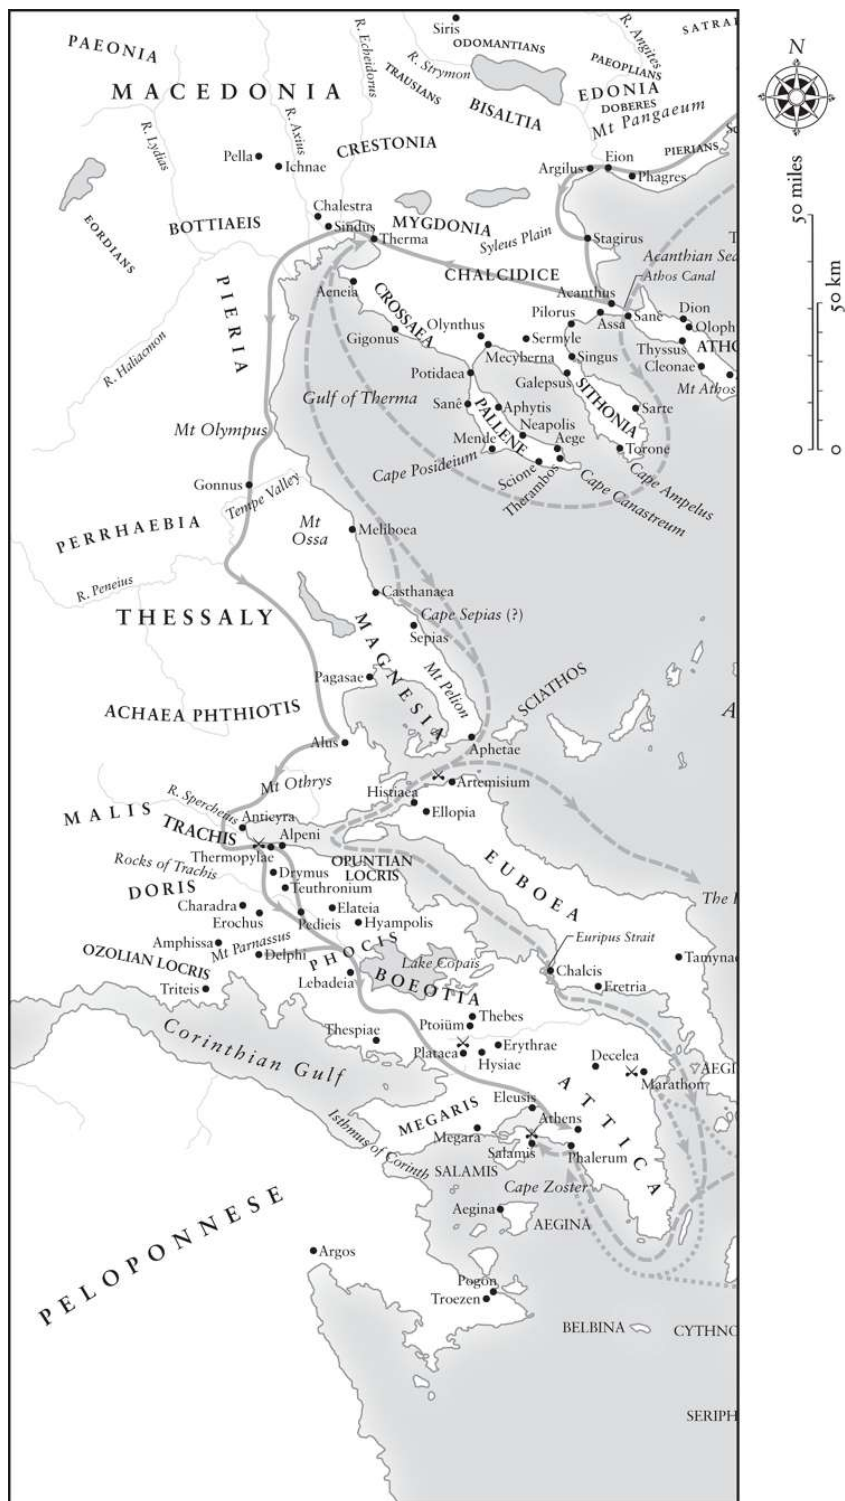 Siris
ODOMANTIANS
R. Angites
SATRA
PAEONIA
R. Echeidorus
R. Strymon
TRAUSIANS
PAEOPLIANS
EDONIA
DOBERES
Mt Pangaeum
MACEDONIA
BISALTIA
R. Lydias
R. Axius
CRESTONIA
PIERIANS
Pella
Ichnae
Argilus
Eion
Phagres
N
50 miles
50 km
0
0
EORDIANS
BOTTIAEIS
Chalestra
Sindus
Therma
MYGDONIA
Syleus Plain
Stagirus
Acanthian Sea
Athos Canal
CHALCIDICE
Acanthus
PIERIA
Aeneia
CROSSAEA
Gigonus
Olynthus
Sermyle
Mecyberna
Pilorus
Assa
Sanê
Dion
Oloph
Thyssus
ATHO
Cleonae
Mt Athos
R. Haliacmon
Singus
Potidaea
Galepsus
SITHONIA
Gulf of Therma
Sanê
PALLENE
Aphytis
Neapolis
Sarte
Mt Olympus
Mende
Aege
Torone
Cape Posideium
Scione
Therambos
Cape Ampelus
Cape Canastreum
Gonnus
Tempe Valley
PERRHAEBIA
Mt
Ossa
Meliboea
R. Peneius
Casthanaea
THESSALY
Cape Sepias (?)
Sepias
MAGNESIA
Mt Pelion
Pagasae
SCIATHOS
ACHAEA PHTHIOTIS
Alus
Aphetae
A
Mt Othrys
Artemisium
Histiaea
Ellopia
R. Spercheius
MALIS
Anticyra
TRACHIS
Alpeni
Thermopylae
OPUNTIAN
LOCRIS
EUBOEA
Rocks of Trachis
Drymus
Teuthronium
DORIS
Charadra
Erochus
Pedieis
Elateia
Hyampolis
Euripus Strait
Amphissa
Mt Parnassus
Delphi
PHOCIS
Lake Copais
Chalcis
Tamynae
OZOLIAN LOCRIS
Triteis
Lebadeia
BOEOTIA
Eretria
Thebes
Ptoiüm
Corinthian Gulf
Thespiae
Plataea
Erythrae
Hysiae
Decelea
Marathon
ATTICA
MEGARIS
Eleusis
Athens
Isthmus of Corinth
Megara
Salamis
Phalerum
SALAMIS
Cape Zoster
PELOPONNESE
Aegina
AEGINA
Argos
Pogon
Troezen
BELBINA
CYTHNO
SERIPH